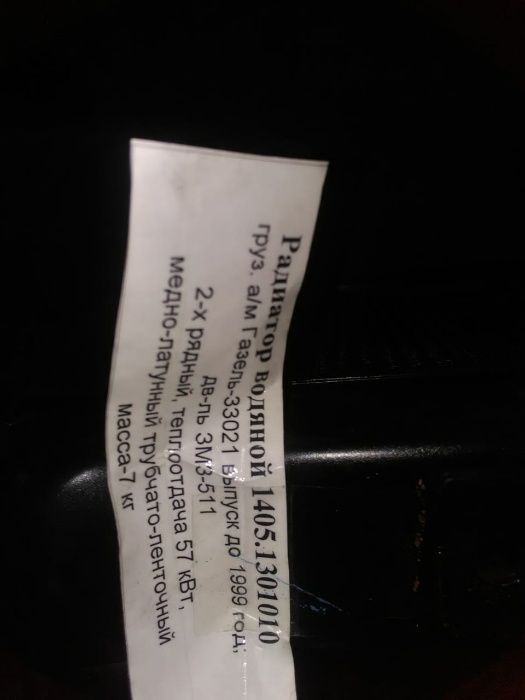 Радиатор водяной 1405.1301010
груз. а/м Газель-33021 выпуск до 1999 год;
дв-ль ЗМЗ-511
2-х рядный, теплоотдача 57 кВт,
медно-латунный трубчато-ленточный
масса-7 кг